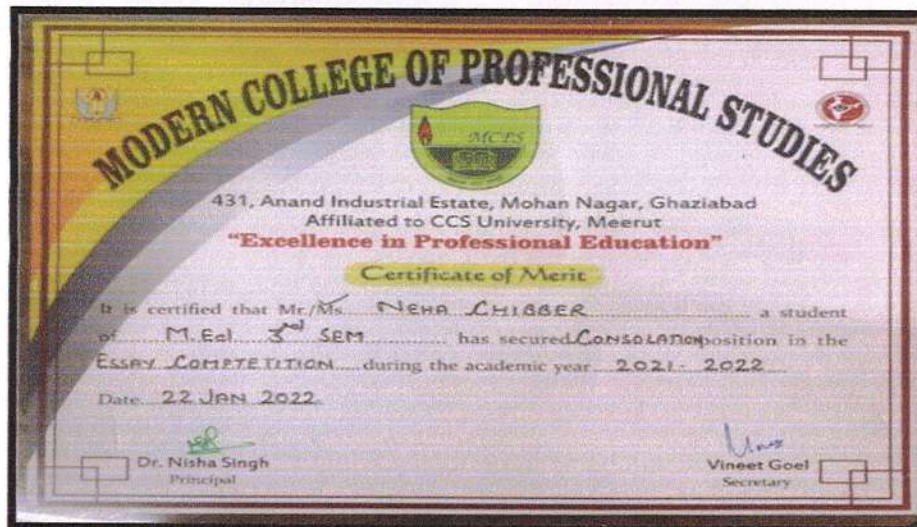 MODERN COLLEGE OF PROFESSIONAL STUDIES
MCPS
431, Anand Industrial Estate, Mohan Nagar, Ghaziabad
Affiliated to CCS University, Meerut
"Excellence in Professional Education"
Certificate of Merit
It is certified that Mr./Ms. NEHA CHIBBER a student
of M.Ed 3rd SEM has secured CONSOLATION position in the
ESSAY COMPTETITION during the academic year 2021-2022
Date 22 JAN 2022
Dr. Nisha Singh
Principal
Vineet Goel
Secretary